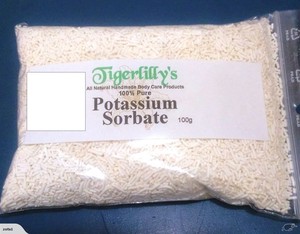 Tigerlilly's
All Natural Handmade Body Care Products
100% Pure
Potassium
Sorbate 100g